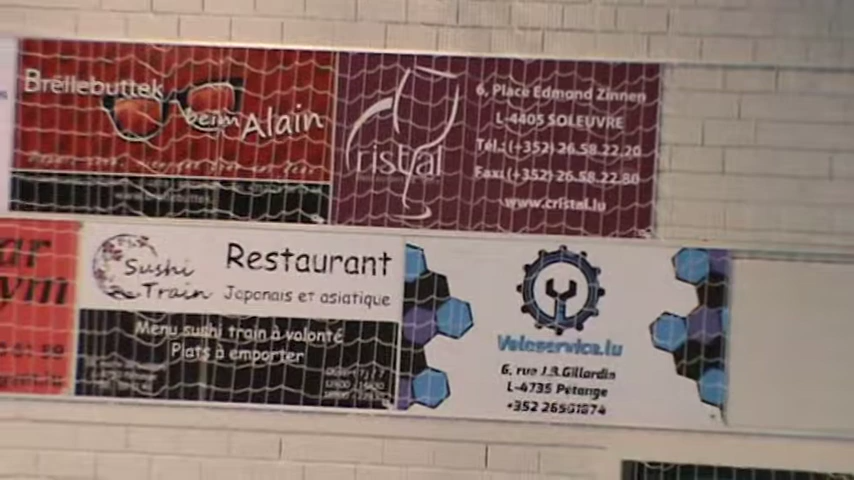 Brëllebuttek
beim Alain
Cristal
6, Place Edmond Zinnen
L-4405 SOLEUVRE
Tél.: (+352) 26.58.22.20
Fax: (+352) 26.58.22.80
www.cristal.lu
ar
ym
Sushi
Train
Restaurant
Japonais et asiatique
Menu sushi train à volonté
Plats à emporter
Veloservice.lu
6, rue J.B.Gillardin
L-4735 Pétange
+352 26501874